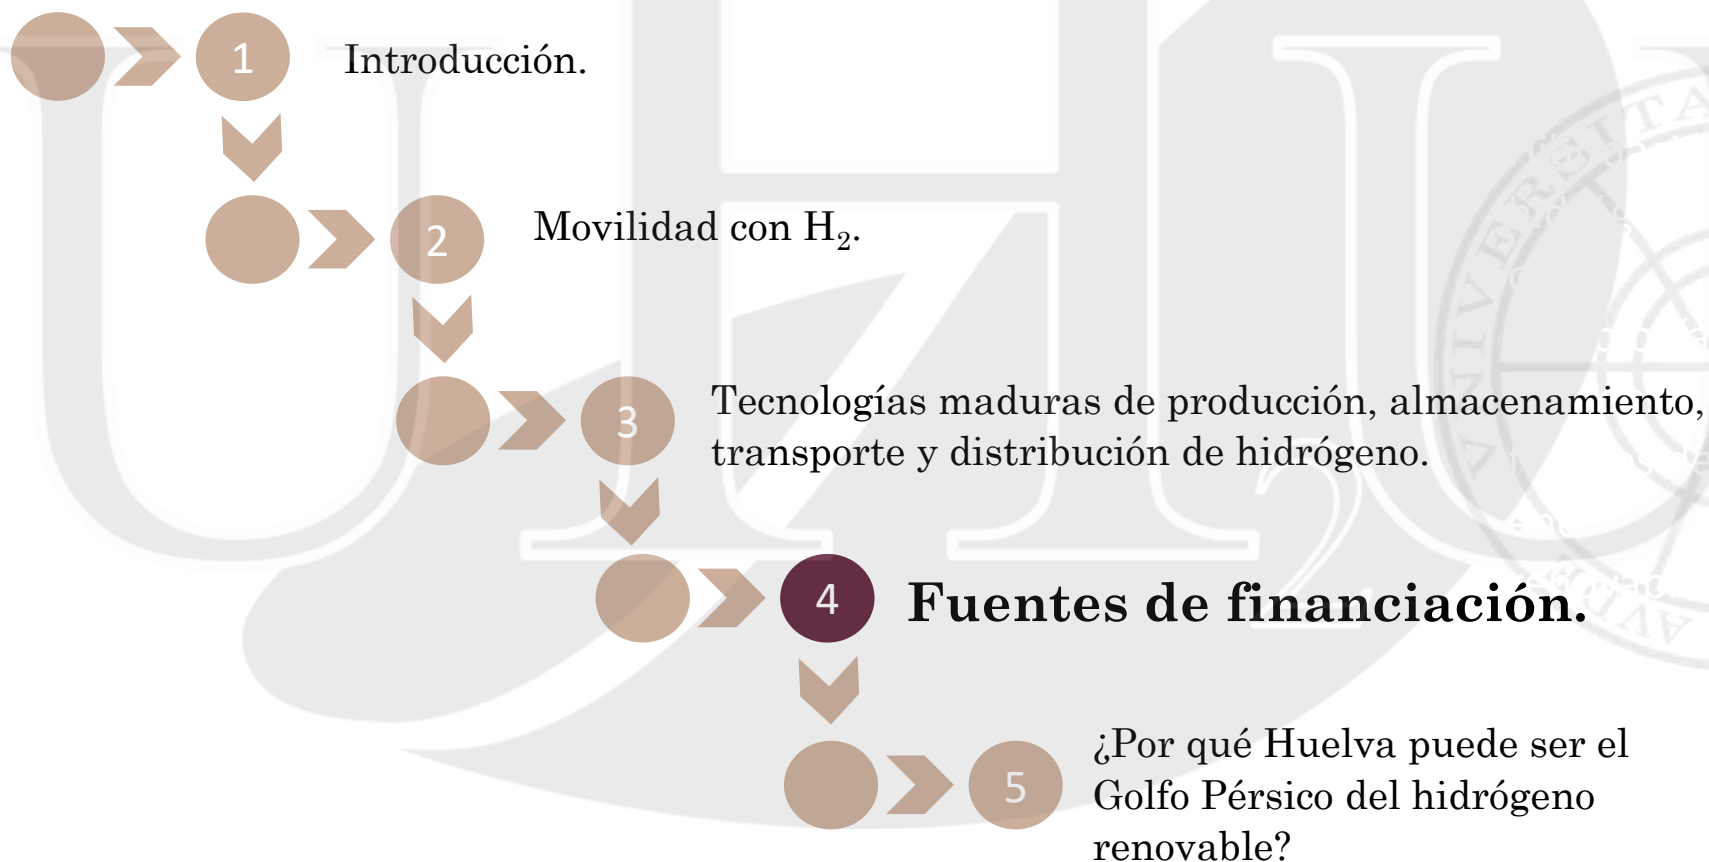 1 Introducción.
2 Movilidad con H₂.
3 Tecnologías maduras de producción, almacenamiento,
transporte y distribución de hidrógeno.
4 Fuentes de financiación.
5 ¿Por qué Huelva puede ser el
Golfo Pérsico del hidrógeno
renovable?